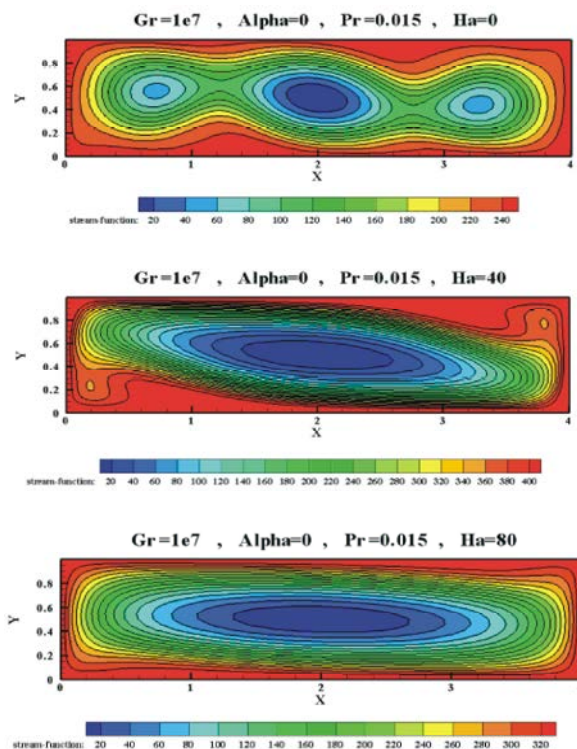 Gr=1e7 , Alpha=0 , Pr=0.015 , Ha=0
0.8
0.6
Y
0.4
0.2
0
0 1 2 3 4
X
stream-function: 20 40 60 80 100 120 140 160 180 200 220 240
Gr=1e7 , Alpha=0 , Pr=0.015 , Ha=40
0.8
0.6
Y
0.4
0.2
0
0 1 2 3 4
X
stream-function: 20 60 80 100 120 140 160 180 200 220 260 280 300 320 340 360 380 400
Gr=1e7 , Alpha=0 , Pr=0.015 , Ha=80
0.8
0.6
Y
0.4
0.2
0
0 1 2 3
X
stream-function: 20 40 60 80 100 120 140 160 180 200 220 240 260 280 300 320